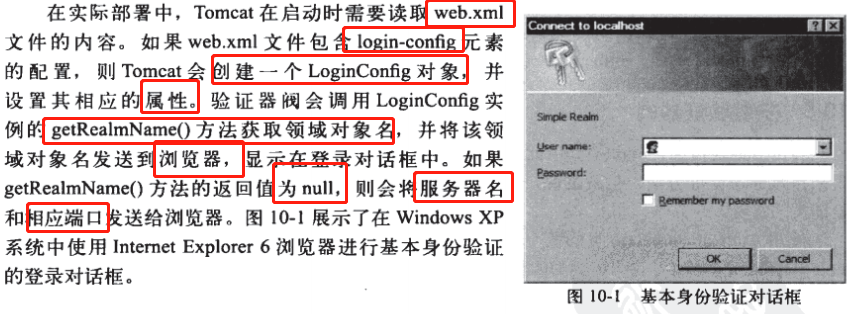 在实际部署中，Tomcat 在启动时需要读取 web.xml
文件的内容。如果 web.xml 文件包含 login-config 元素
的配置，则 Tomcat 会创建一个 LoginConfig 对象，并
设置其相应的属性。验证器阀会调用 LoginConfig 实
例的 getRealmName() 方法获取领域对象名，并将该领
域对象名发送到浏览器，显示在登录对话框中。如果
getRealmName() 方法的返回值为 null，则会将服务器名
和相应端口发送给浏览器。图 10-1 展示了在 Windows XP
系统中使用 Internet Explorer 6 浏览器进行基本身份验证
的登录对话框。
Connect to localhost
Simple Realm
User name:
Password:
Remember my password
OK
Cancel
图 10-1 基本身份验证对话框